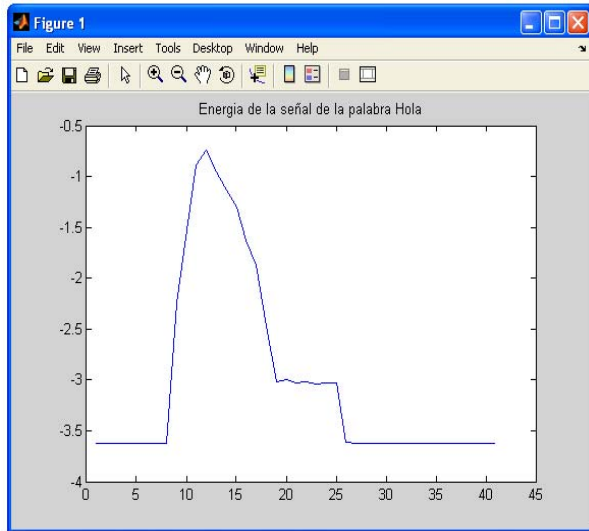 Figure 1
File Edit View Insert Tools Desktop Window Help
Energia de la señal de la palabra Hola
-0.5
-1
-1.5
-2
-2.5
-3
-3.5
-4
0 5 10 15 20 25 30 35 40 45